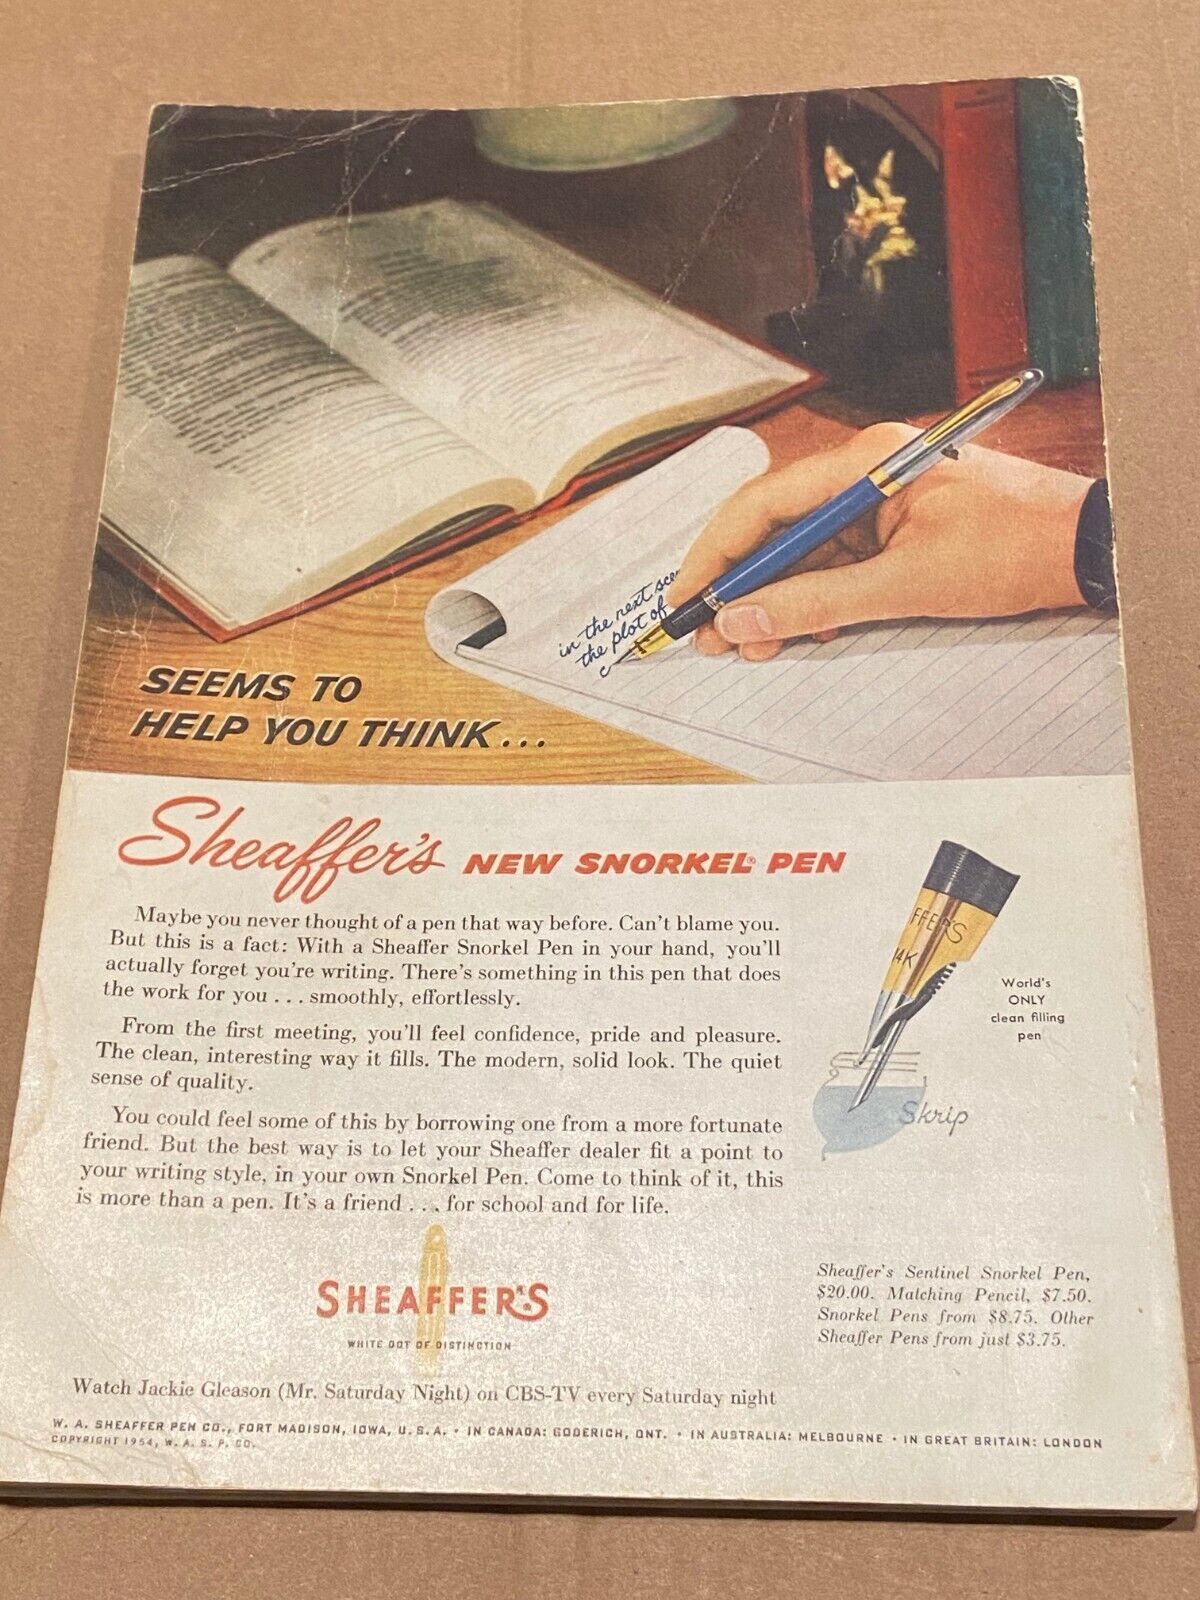 in the next sce
the plot of
c
SEEMS TO
HELP YOU THINK...
Sheaffer's NEW SNORKEL® PEN
Maybe you never thought of a pen that way before. Can't blame you.
But this is a fact: With a Sheaffer Snorkel Pen in your hand, you'll
actually forget you're writing. There's something in this pen that does
the work for you . . . smoothly, effortlessly.
From the first meeting, you'll feel confidence, pride and pleasure.
The clean, interesting way it fills. The modern, solid look. The quiet
sense of quality.
You could feel some of this by borrowing one from a more fortunate
friend. But the best way is to let your Sheaffer dealer fit a point to
your writing style, in your own Snorkel Pen. Come to think of it, this
is more than a pen. It's a friend . . . for school and for life.
FFER'S
14K
World's
ONLY
clean filling
pen
Skrip
SHEAFFER'S
WHITE DOT OF DISTINCTION
Sheaffer's Sentinel Snorkel Pen,
$20.00. Matching Pencil, $7.50.
Snorkel Pens from $8.75. Other
Sheaffer Pens from just $3.75.
Watch Jackie Gleason (Mr. Saturday Night) on CBS-TV every Saturday night
W. A. SHEAFFER PEN CO., FORT MADISON, IOWA, U.S.A. • IN CANADA: GODERICH, ONT. • IN AUSTRALIA: MELBOURNE • IN GREAT BRITAIN: LONDON
COPYRIGHT 1954, W. A. S. P. CO.